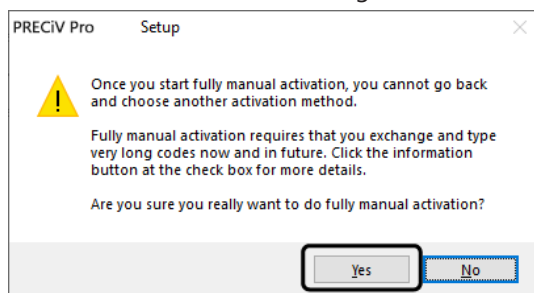 PRECiV Pro Setup
Once you start fully manual activation, you cannot go back
and choose another activation method.
Fully manual activation requires that you exchange and type
very long codes now and in future. Click the information
button at the check box for more details.
Are you sure you really want to do fully manual activation?
Yes No